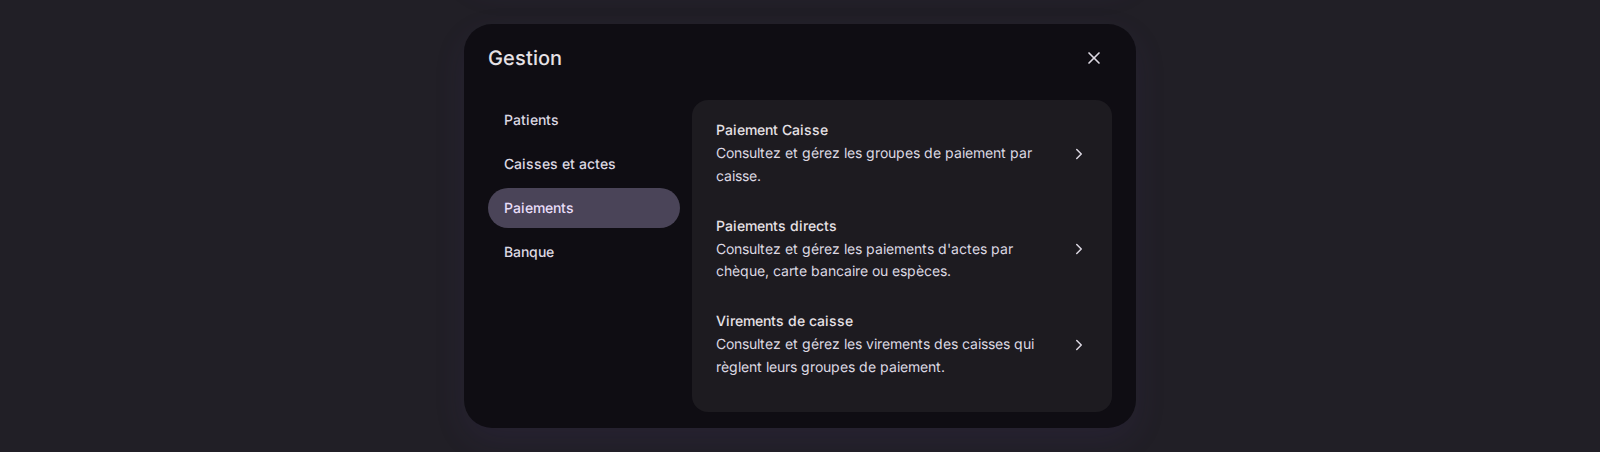 Gestion
Patients
Caisses et actes
Paiements
Banque
Paiement Caisse
Consultez et gérez les groupes de paiement par
caisse.
Paiements directs
Consultez et gérez les paiements d'actes par
chèque, carte bancaire ou espèces.
Virements de caisse
Consultez et gérez les virements des caisses qui
règlent leurs groupes de paiement.